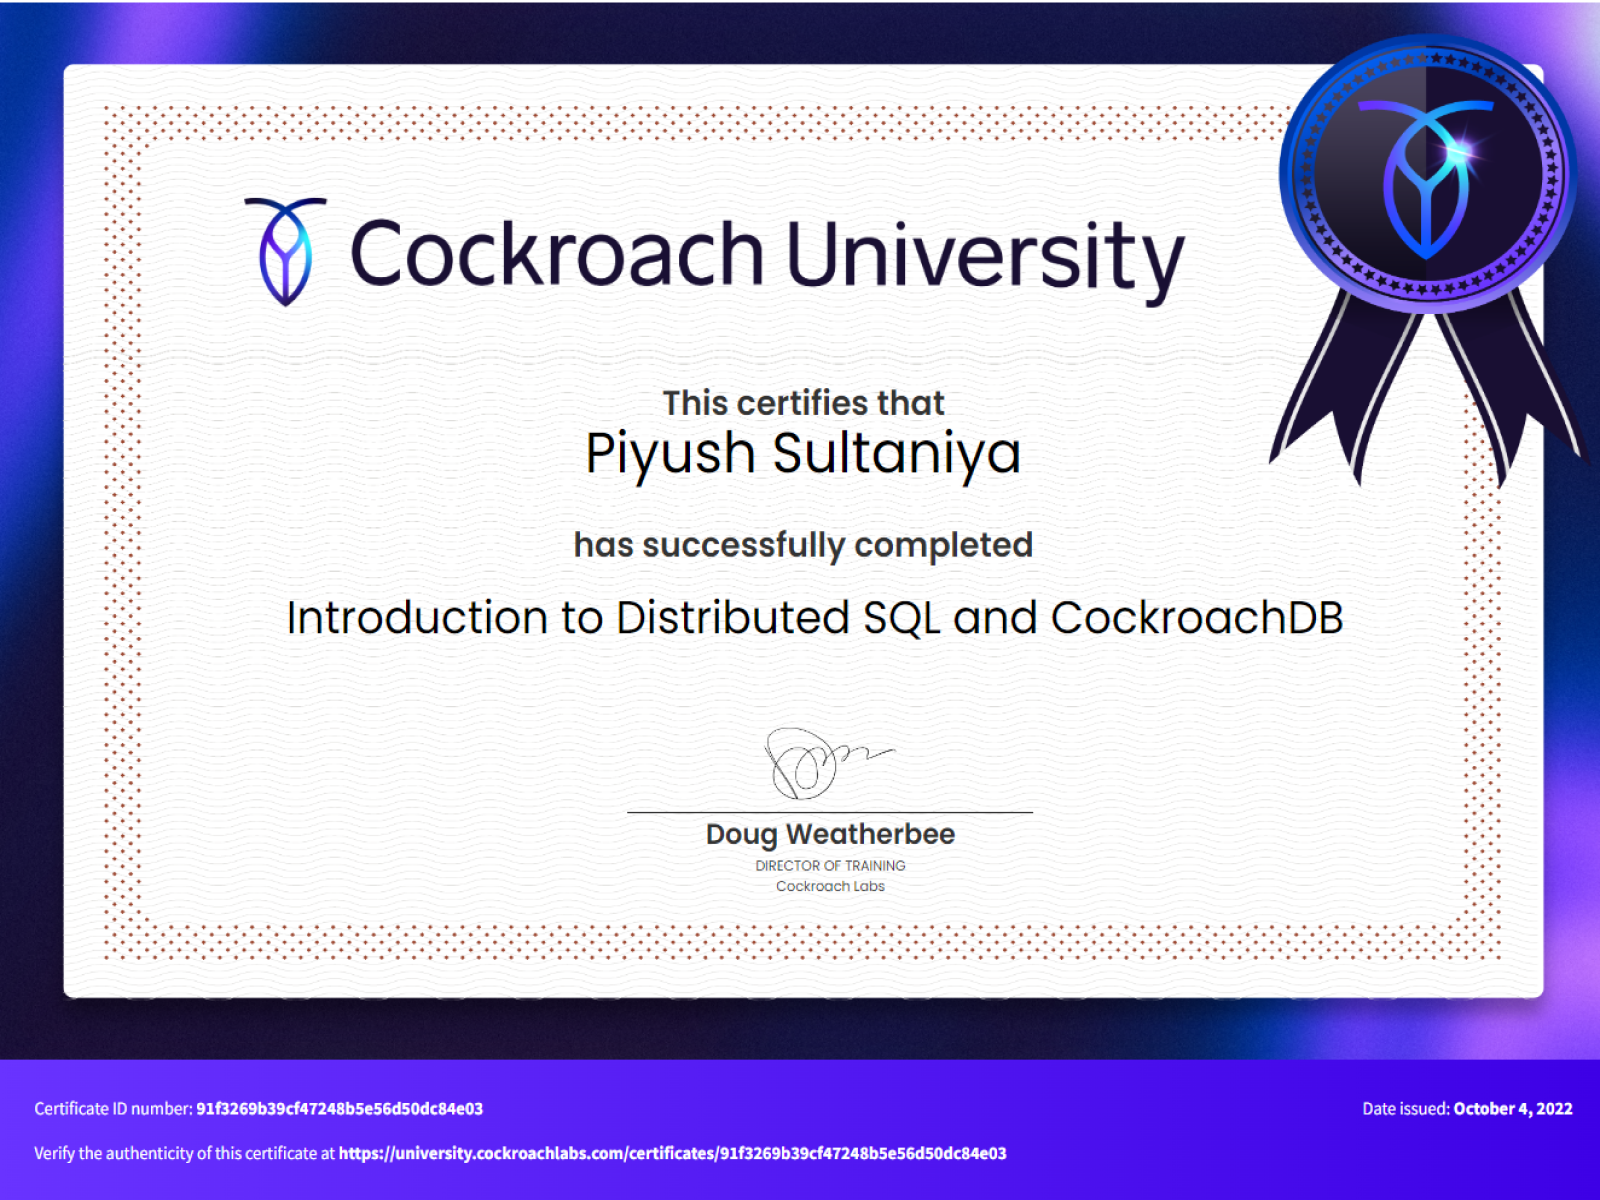 Cockroach University
This certifies that
Piyush Sultaniya
has successfully completed
Introduction to Distributed SQL and CockroachDB
Doug Weatherbee
DIRECTOR OF TRAINING
Cockroach Labs
Certificate ID number: 91f3269b39cf47248b5e56d50dc84e03
Date issued: October 4, 2022
Verify the authenticity of this certificate at https://university.cockroachlabs.com/certificates/91f3269b39cf47248b5e56d50dc84e03